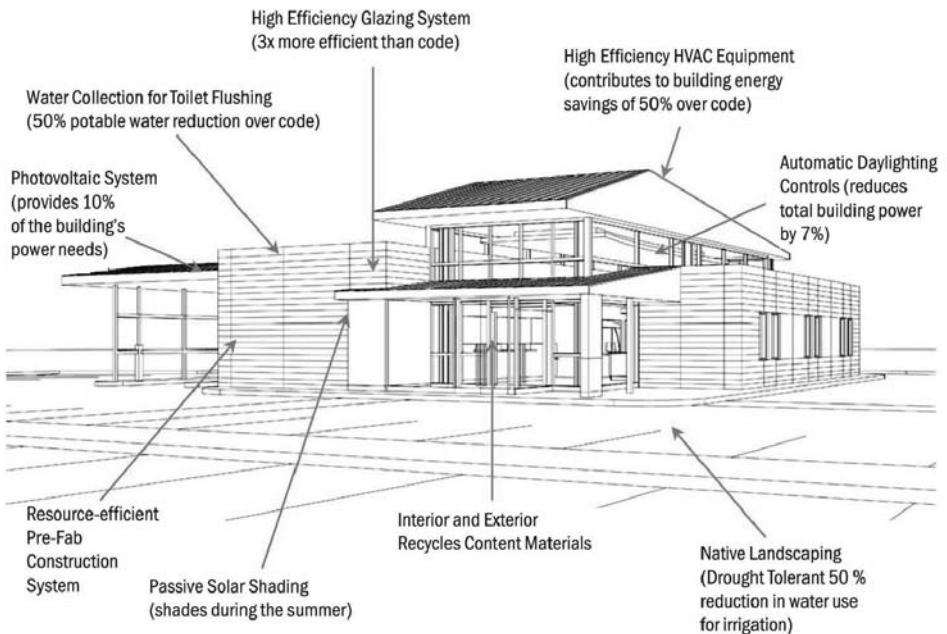 High Efficiency Glazing System
(3x more efficient than code)
High Efficiency HVAC Equipment
(contributes to building energy
savings of 50% over code)
Water Collection for Toilet Flushing
(50% potable water reduction over code)
Automatic Daylighting
Controls (reduces
total building power
by 7%)
Photovoltaic System
(provides 10%
of the building's
power needs)
Resource-efficient
Pre-Fab
Construction
System
Passive Solar Shading
(shades during the summer)
Interior and Exterior
Recycles Content Materials
Native Landscaping
(Drought Tolerant 50 %
reduction in water use
for irrigation)